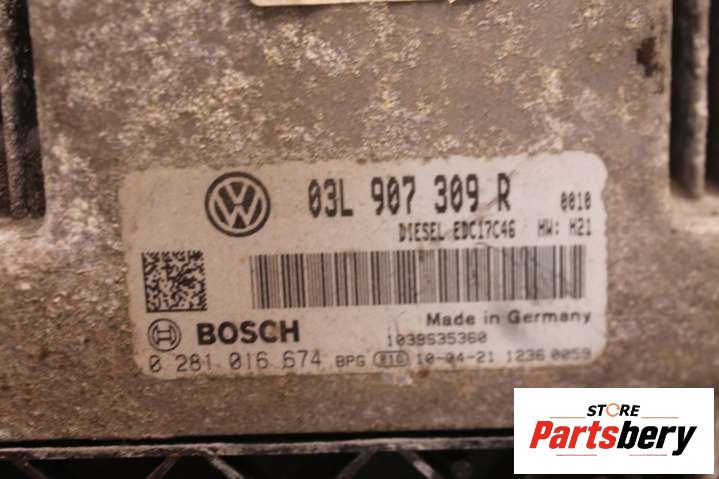 03L 907 309 R 0010
DIESEL EDC17C46 HW: H21
Made in Germany
BOSCH 1039S35360
0 281 016 674 BPG 010 10-04-21 1236 0059
STORE
Partsbery